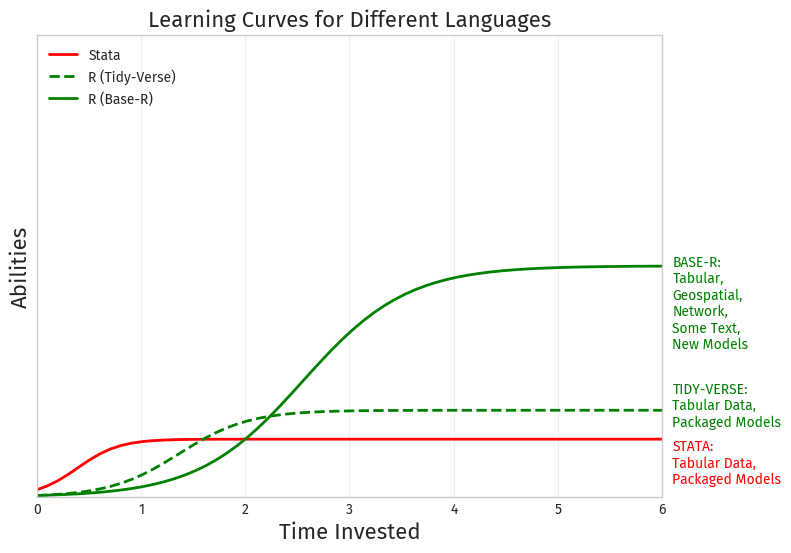 Learning Curves for Different Languages
Stata
R (Tidy-Verse)
R (Base-R)
Abilities
BASE-R:
Tabular,
Geospatial,
Network,
Some Text,
New Models
TIDY-VERSE:
Tabular Data,
Packaged Models
STATA:
Tabular Data,
Packaged Models
0 1 2 3 4 5 6
Time Invested